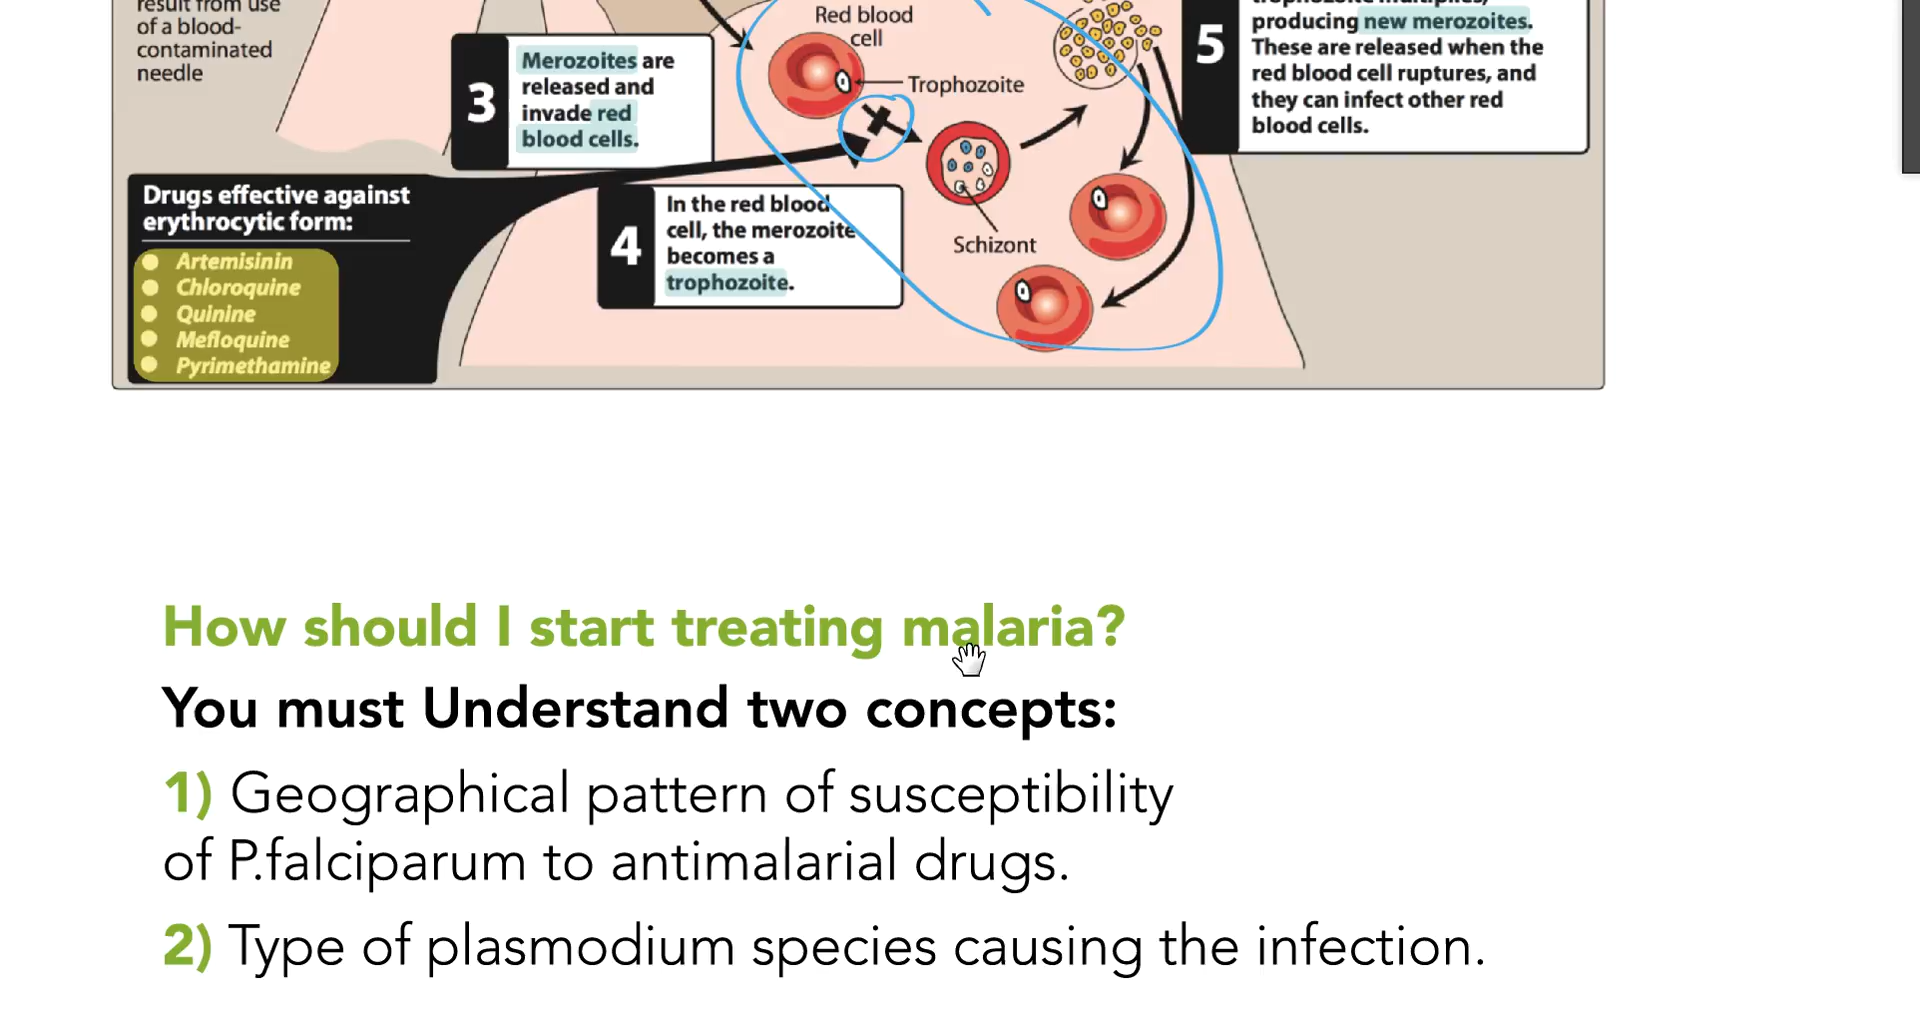 result from use
of a blood-
contaminated
needle
3
Merozoites are
released and
invade red
blood cells.
Red blood
cell
Trophozoite
5
producing new merozoites.
These are released when the
red blood cell ruptures, and
they can infect other red
blood cells.
Drugs effective against
erythrocytic form:
Artemisinin
Chloroquine
Quinine
Mefloquine
Pyrimethamine
4
In the red blood
cell, the merozoite
becomes a
trophozoite.
Schizont
How should I start treating malaria?
You must Understand two concepts:
1) Geographical pattern of susceptibility
of P.falciparum to antimalarial drugs.
2) Type of plasmodium species causing the infection.